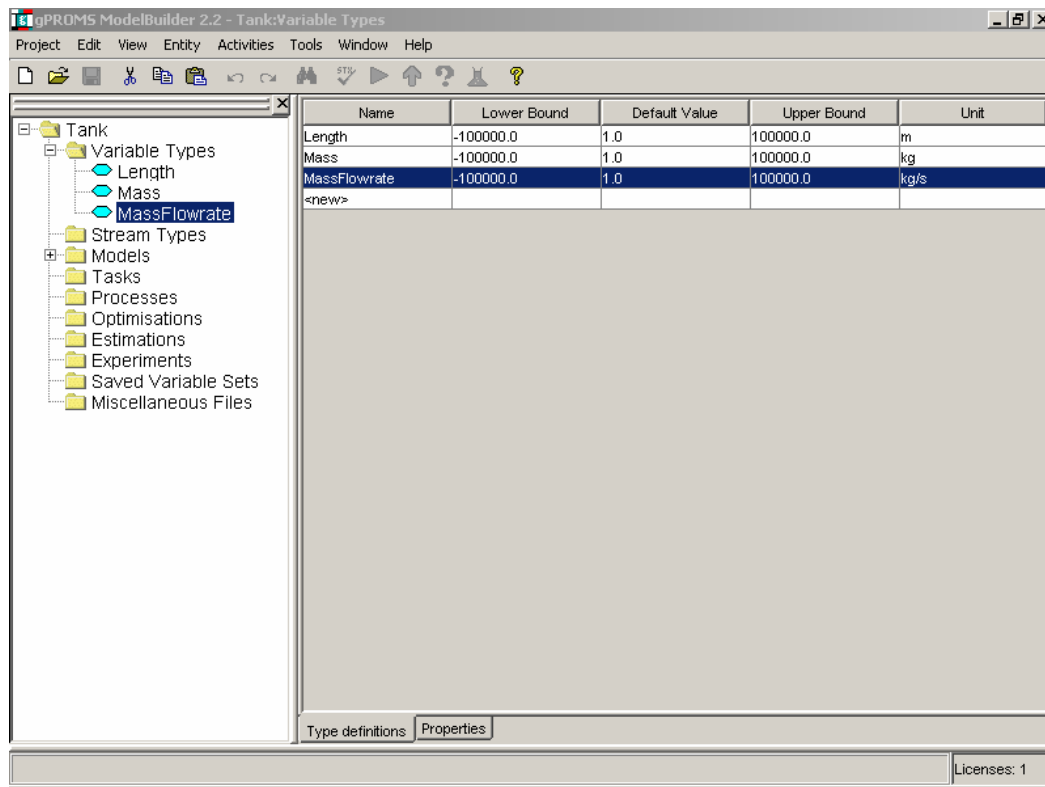 gPROMS ModelBuilder 2.2 - Tank:Variable Types
Project Edit View Entity Activities Tools Window Help
Tank
Variable Types
Length
Mass
MassFlowrate
Stream Types
Models
Tasks
Processes
Optimisations
Estimations
Experiments
Saved Variable Sets
Miscellaneous Files
Name Lower Bound Default Value Upper Bound Unit
Length -100000.0 1.0 100000.0 m
Mass -100000.0 1.0 100000.0 kg
MassFlowrate -100000.0 1.0 100000.0 kg/s
<new>
Type definitions Properties
Licenses: 1